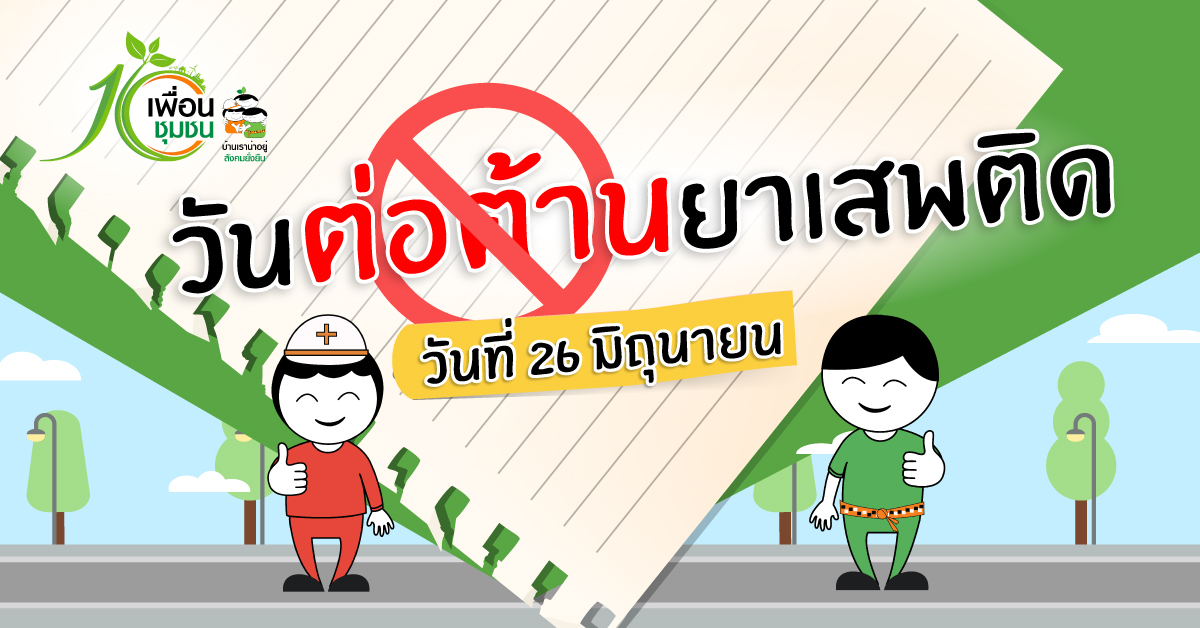 10
เพื่อน
ชุมชน
บ้านเราน่าอยู่
สังคมยั่งยืน
วันต่อต้านยาเสพติด
วันที่ 26 มิถุนายน